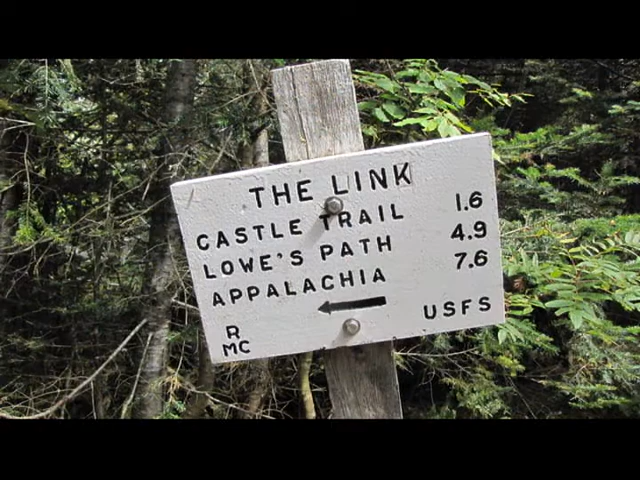 THE LINK
CASTLE TRAIL 1.6
LOWE'S PATH 4.9
APPALACHIA 7.6
R
MC USFS